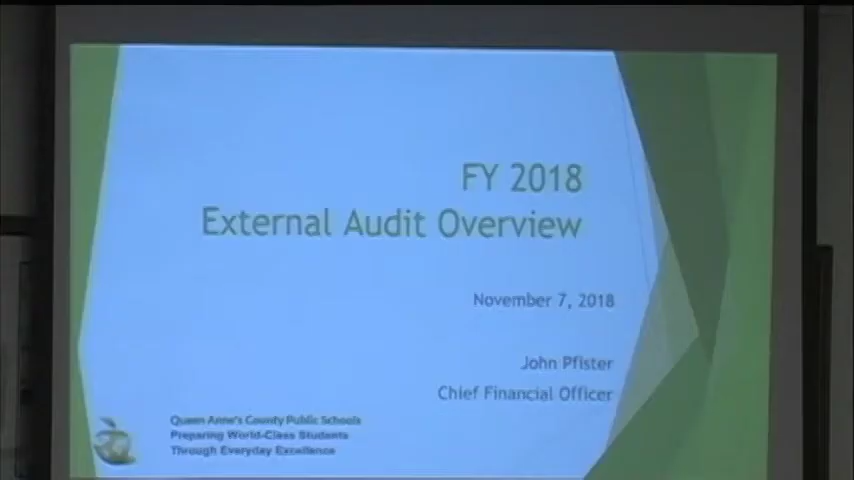 FY 2018
External Audit Overview
November 7, 2018
John Pfister
Chief Financial Officer
Queen Anne's County Public Schools
Preparing World-Class Students
Through Everyday Excellence